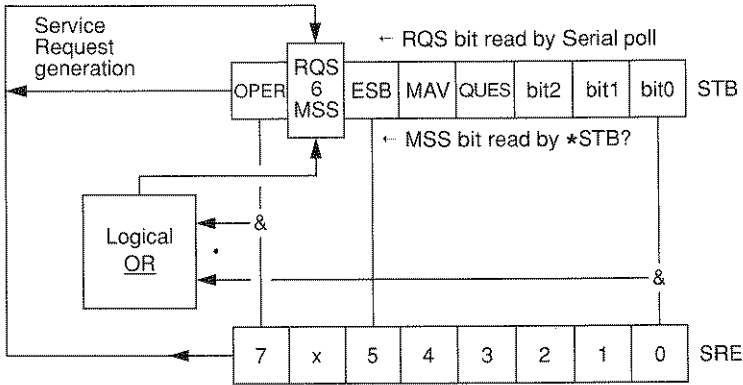 Service
Request
generation
← RQS bit read by Serial poll
OPER RQS 6 MSS ESB MAV QUES bit2 bit1 bit0 STB
← MSS bit read by *STB?
Logical
OR
&
&
7 x 5 4 3 2 1 0 SRE